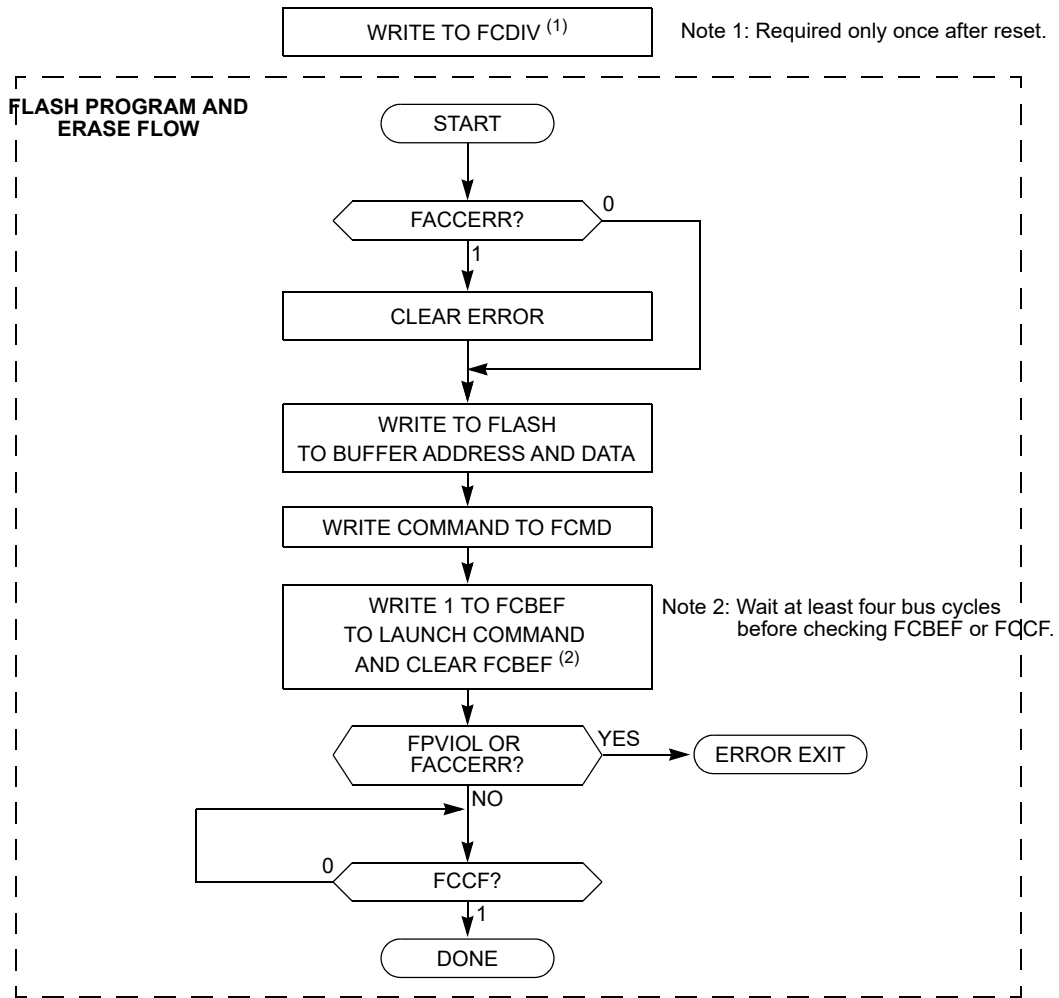 WRITE TO FCDIV (1)
Note 1: Required only once after reset.
FLASH PROGRAM AND
ERASE FLOW
START
FACCERR?
0
1
CLEAR ERROR
WRITE TO FLASH
TO BUFFER ADDRESS AND DATA
WRITE COMMAND TO FCMD
WRITE 1 TO FCBEF
TO LAUNCH COMMAND
AND CLEAR FCBEF (2)
Note 2: Wait at least four bus cycles
before checking FCBEF or FCCF.
FPVIOL OR
FACCERR?
YES
ERROR EXIT
NO
0
FCCF?
1
DONE